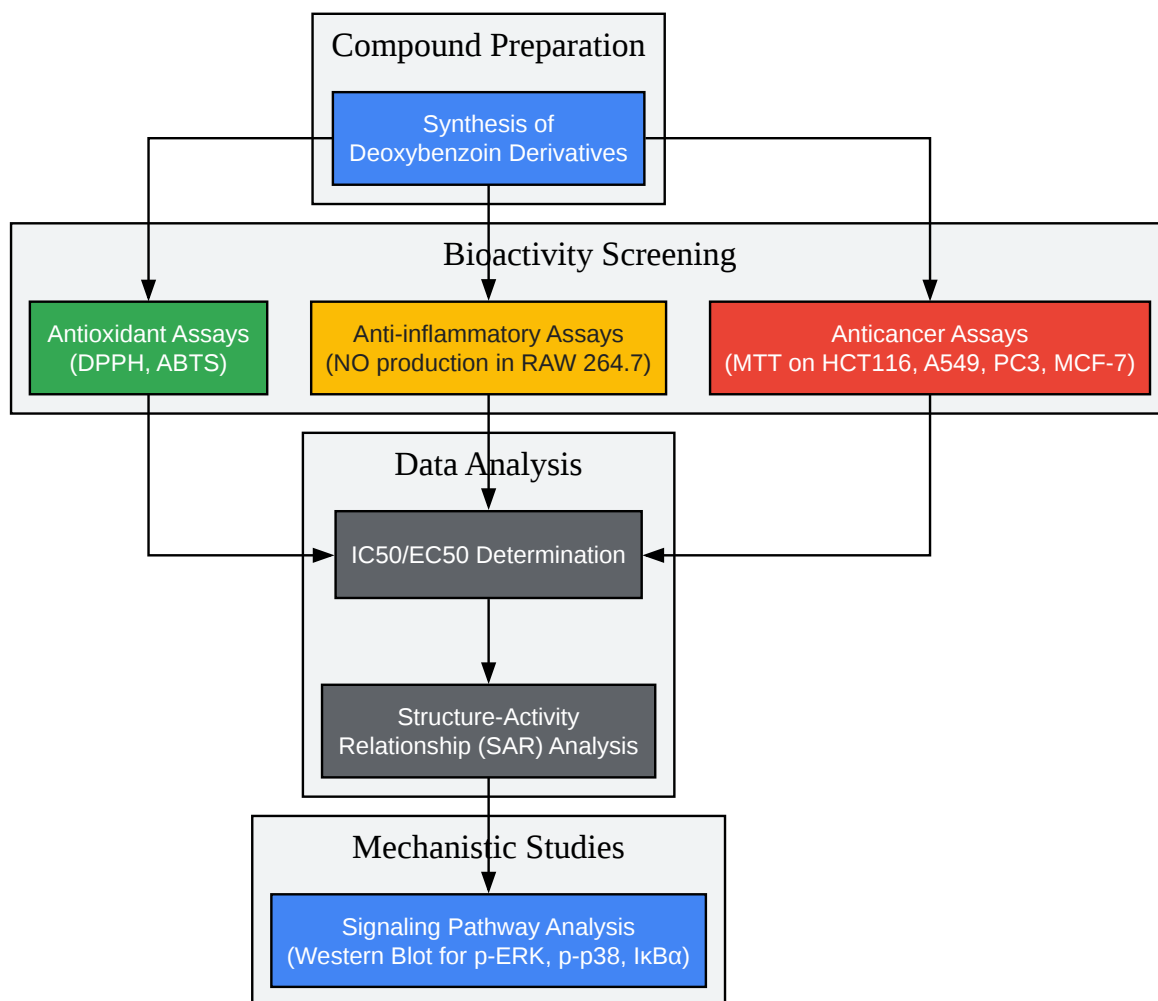 Compound Preparation
Synthesis of
Deoxybenzoin Derivatives
Bioactivity Screening
Antioxidant Assays
(DPPH, ABTS)
Anti-inflammatory Assays
(NO production in RAW 264.7)
Anticancer Assays
(MTT on HCT116, A549, PC3, MCF-7)
Data Analysis
IC50/EC50 Determination
Structure-Activity
Relationship (SAR) Analysis
Mechanistic Studies
Signaling Pathway Analysis
(Western Blot for p-ERK, p-p38, IκBα)